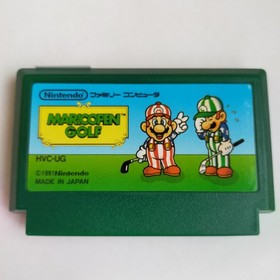 Nintendo ファミリー コンピュータ
MARIO OPEN
GOLF
HVC-UG
©1991 Nintendo
MADE IN JAPAN